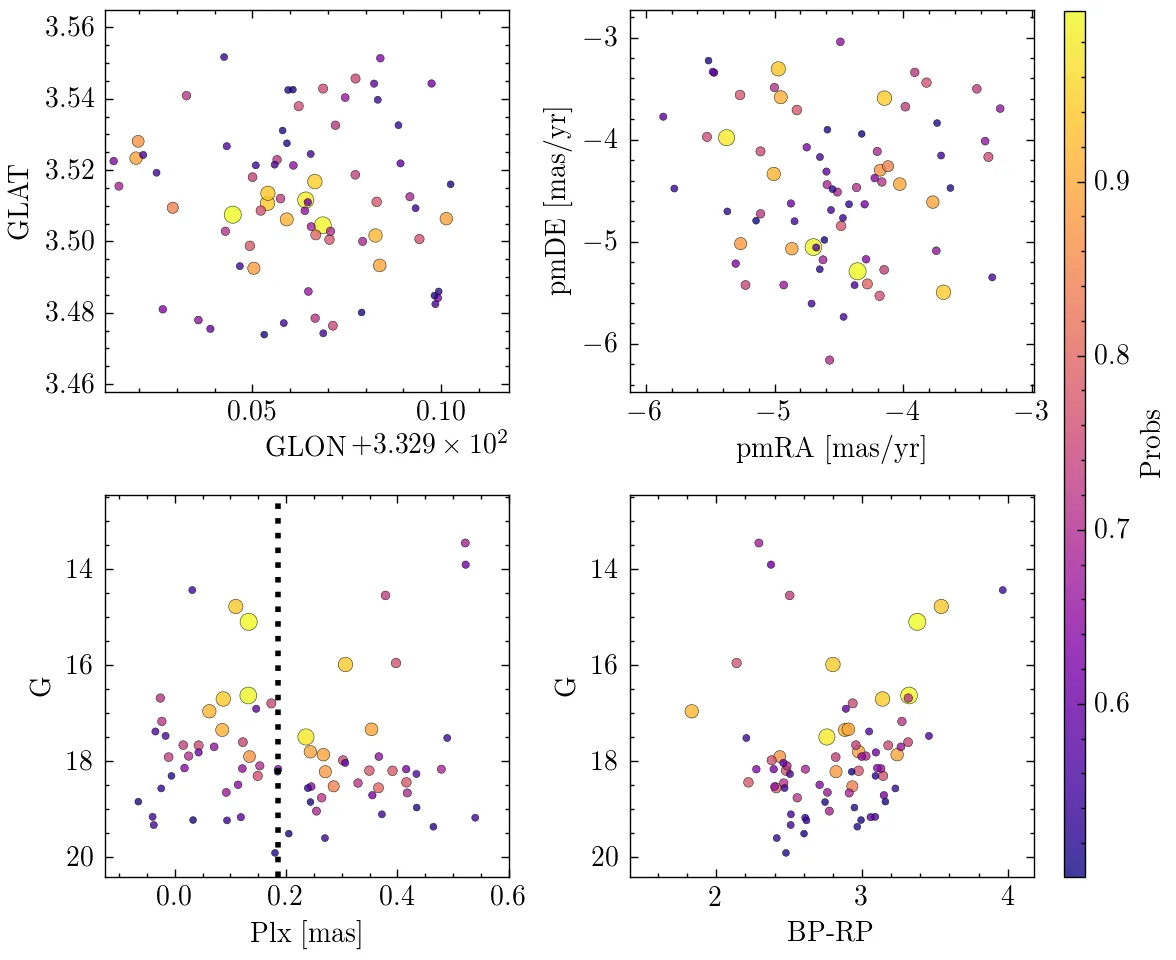 3.56
3.54
3.52
3.50
3.48
3.46
GLAT
0.05 0.10
GLON +3.329 × 10²
−3
−4
−5
−6
pmDE [mas/yr]
−6 −5 −4 −3
pmRA [mas/yr]
14
16
18
20
G
0.0 0.2 0.4 0.6
Plx [mas]
14
16
18
20
G
2 3 4
BP-RP
0.9
0.8
0.7
0.6
Probs